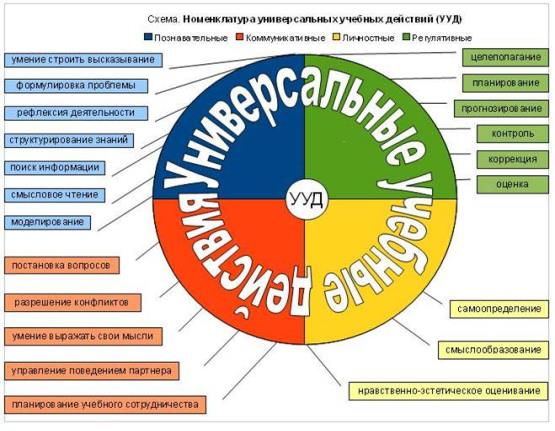 Схема. Номенклатура универсальных учебных действий (УУД)
Познавательные Коммуникативные Личностные Регулятивные
умение строить высказывание
формулировка проблемы
рефлексия деятельности
структурирование знаний
поиск информации
смысловое чтение
моделирование
постановка вопросов
разрешение конфликтов
умение выражать свои мысли
управление поведением партнера
планирование учебного сотрудничества
Универсальные учебные действия
УУД
целеполагание
планирование
прогнозирование
контроль
коррекция
оценка
самоопределение
смыслообразование
нравственно-эстетическое оценивание